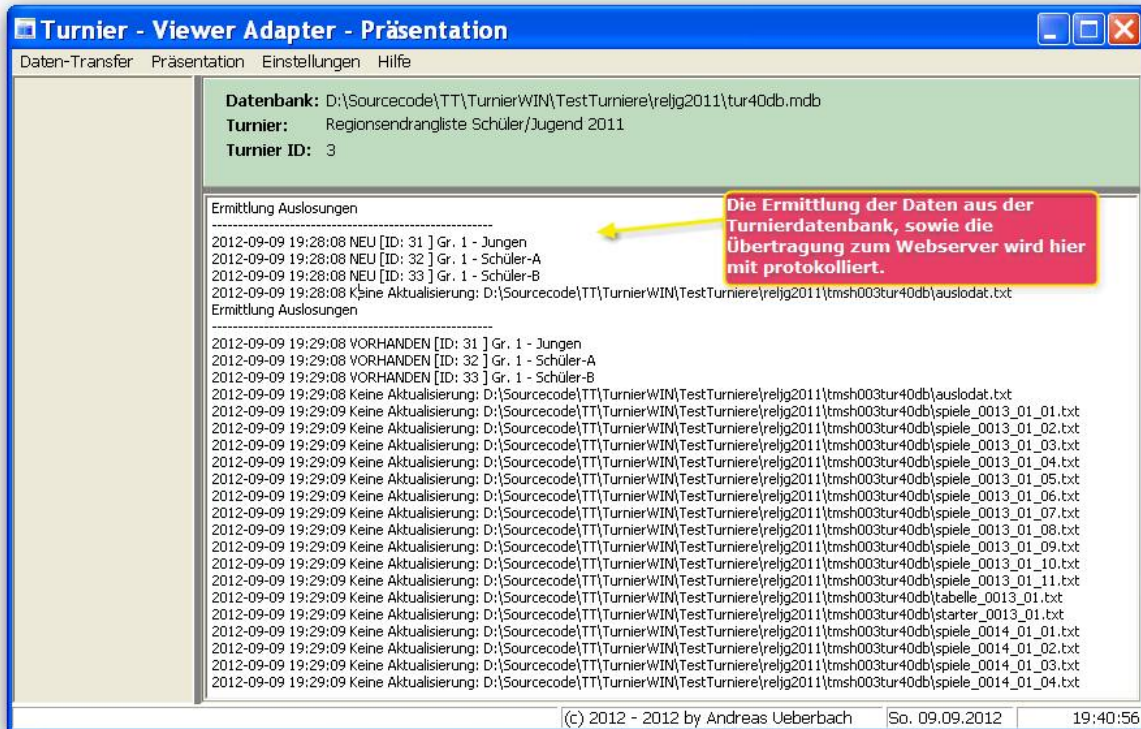 Turnier - Viewer Adapter - Präsentation
Daten-Transfer Präsentation Einstellungen Hilfe
Datenbank: D:\Sourcecode\TT\TurnierWIN\TestTurniere\reljg2011\tur40db.mdb
Turnier: Regionsendrangliste Schüler/Jugend 2011
Turnier ID: 3
Die Ermittlung der Daten aus der
Turnierdatenbank, sowie die
Übertragung zum Webserver wird hier
mit protokolliert.
Ermittlung Auslosungen
------------------------------------------------------
2012-09-09 19:28:08 NEU [ID: 31 ] Gr. 1 - Jungen
2012-09-09 19:28:08 NEU [ID: 32 ] Gr. 1 - Schüler-A
2012-09-09 19:28:08 NEU [ID: 33 ] Gr. 1 - Schüler-B
2012-09-09 19:28:08 Keine Aktualisierung: D:\Sourcecode\TT\TurnierWIN\TestTurniere\reljg2011\tmsh003tur40db\auslodat.txt
Ermittlung Auslosungen
------------------------------------------------------
2012-09-09 19:29:08 VORHANDEN [ID: 31 ] Gr. 1 - Jungen
2012-09-09 19:29:08 VORHANDEN [ID: 32 ] Gr. 1 - Schüler-A
2012-09-09 19:29:08 VORHANDEN [ID: 33 ] Gr. 1 - Schüler-B
2012-09-09 19:29:08 Keine Aktualisierung: D:\Sourcecode\TT\TurnierWIN\TestTurniere\reljg2011\tmsh003tur40db\auslodat.txt
2012-09-09 19:29:09 Keine Aktualisierung: D:\Sourcecode\TT\TurnierWIN\TestTurniere\reljg2011\tmsh003tur40db\spiele_0013_01_01.txt
2012-09-09 19:29:09 Keine Aktualisierung: D:\Sourcecode\TT\TurnierWIN\TestTurniere\reljg2011\tmsh003tur40db\spiele_0013_01_02.txt
2012-09-09 19:29:09 Keine Aktualisierung: D:\Sourcecode\TT\TurnierWIN\TestTurniere\reljg2011\tmsh003tur40db\spiele_0013_01_03.txt
2012-09-09 19:29:09 Keine Aktualisierung: D:\Sourcecode\TT\TurnierWIN\TestTurniere\reljg2011\tmsh003tur40db\spiele_0013_01_04.txt
2012-09-09 19:29:09 Keine Aktualisierung: D:\Sourcecode\TT\TurnierWIN\TestTurniere\reljg2011\tmsh003tur40db\spiele_0013_01_05.txt
2012-09-09 19:29:09 Keine Aktualisierung: D:\Sourcecode\TT\TurnierWIN\TestTurniere\reljg2011\tmsh003tur40db\spiele_0013_01_06.txt
2012-09-09 19:29:09 Keine Aktualisierung: D:\Sourcecode\TT\TurnierWIN\TestTurniere\reljg2011\tmsh003tur40db\spiele_0013_01_07.txt
2012-09-09 19:29:09 Keine Aktualisierung: D:\Sourcecode\TT\TurnierWIN\TestTurniere\reljg2011\tmsh003tur40db\spiele_0013_01_08.txt
2012-09-09 19:29:09 Keine Aktualisierung: D:\Sourcecode\TT\TurnierWIN\TestTurniere\reljg2011\tmsh003tur40db\spiele_0013_01_09.txt
2012-09-09 19:29:09 Keine Aktualisierung: D:\Sourcecode\TT\TurnierWIN\TestTurniere\reljg2011\tmsh003tur40db\spiele_0013_01_10.txt
2012-09-09 19:29:09 Keine Aktualisierung: D:\Sourcecode\TT\TurnierWIN\TestTurniere\reljg2011\tmsh003tur40db\spiele_0013_01_11.txt
2012-09-09 19:29:09 Keine Aktualisierung: D:\Sourcecode\TT\TurnierWIN\TestTurniere\reljg2011\tmsh003tur40db\tabelle_0013_01.txt
2012-09-09 19:29:09 Keine Aktualisierung: D:\Sourcecode\TT\TurnierWIN\TestTurniere\reljg2011\tmsh003tur40db\starter_0013_01.txt
2012-09-09 19:29:09 Keine Aktualisierung: D:\Sourcecode\TT\TurnierWIN\TestTurniere\reljg2011\tmsh003tur40db\spiele_0014_01_01.txt
2012-09-09 19:29:09 Keine Aktualisierung: D:\Sourcecode\TT\TurnierWIN\TestTurniere\reljg2011\tmsh003tur40db\spiele_0014_01_02.txt
2012-09-09 19:29:09 Keine Aktualisierung: D:\Sourcecode\TT\TurnierWIN\TestTurniere\reljg2011\tmsh003tur40db\spiele_0014_01_03.txt
2012-09-09 19:29:09 Keine Aktualisierung: D:\Sourcecode\TT\TurnierWIN\TestTurniere\reljg2011\tmsh003tur40db\spiele_0014_01_04.txt
(c) 2012 - 2012 by Andreas Ueberbach So. 09.09.2012 19:40:56